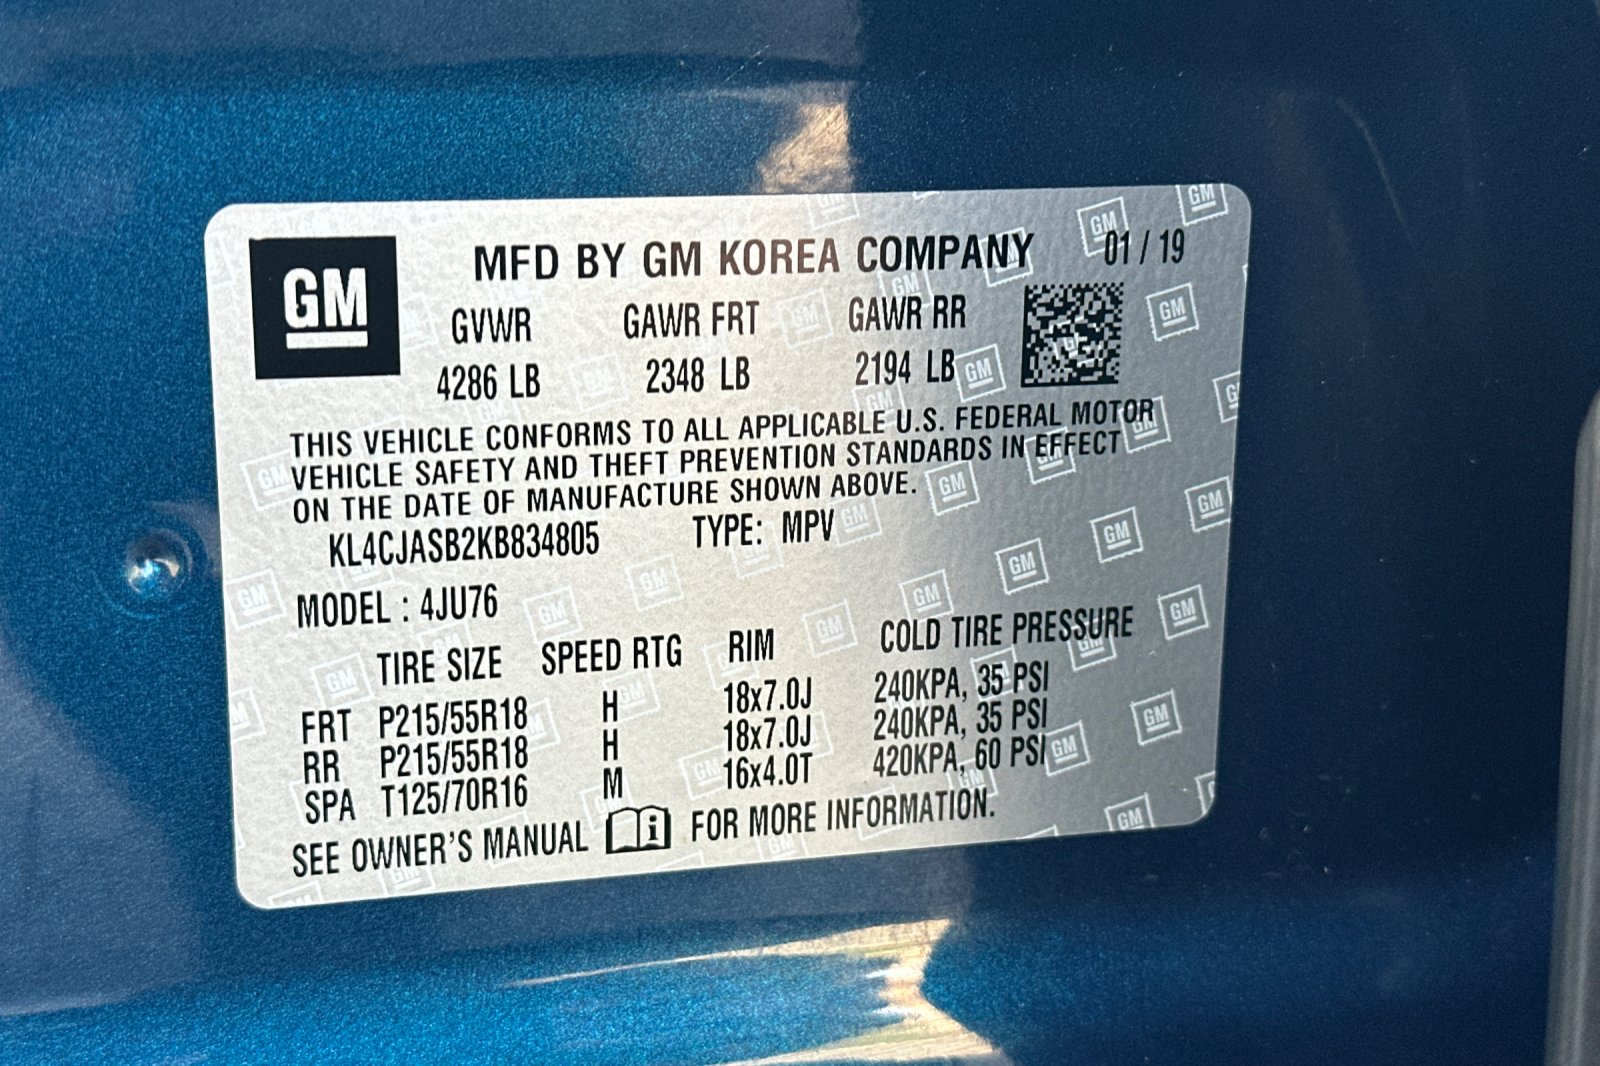 GM
MFD BY GM KOREA COMPANY 01 / 19
GVWR GAWR FRT GAWR RR
4286 LB 2348 LB 2194 LB
THIS VEHICLE CONFORMS TO ALL APPLICABLE U.S. FEDERAL MOTOR
VEHICLE SAFETY AND THEFT PREVENTION STANDARDS IN EFFECT
ON THE DATE OF MANUFACTURE SHOWN ABOVE.
KL4CJASB2KB834805 TYPE: MPV
MODEL : 4JU76
TIRE SIZE SPEED RTG RIM COLD TIRE PRESSURE
FRT P215/55R18 H 18x7.0J 240KPA, 35 PSI
RR P215/55R18 H 18x7.0J 240KPA, 35 PSI
SPA T125/70R16 M 16x4.0T 420KPA, 60 PSI
SEE OWNER'S MANUAL i FOR MORE INFORMATION.